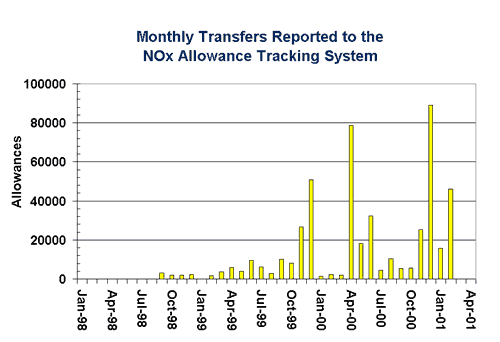 Monthly Transfers Reported to the
NOx Allowance Tracking System
Allowances
100000
80000
60000
40000
20000
0
Jan-98
Apr-98
Jul-98
Oct-98
Jan-99
Apr-99
Jul-99
Oct-99
Jan-00
Apr-00
Jul-00
Oct-00
Jan-01
Apr-01